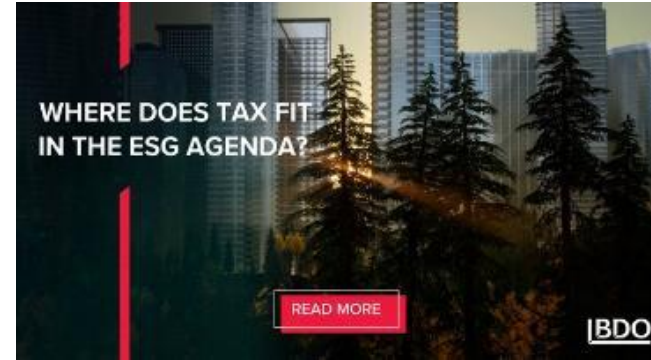 WHERE DOES TAX FIT
IN THE ESG AGENDA?
READ MORE
BDO